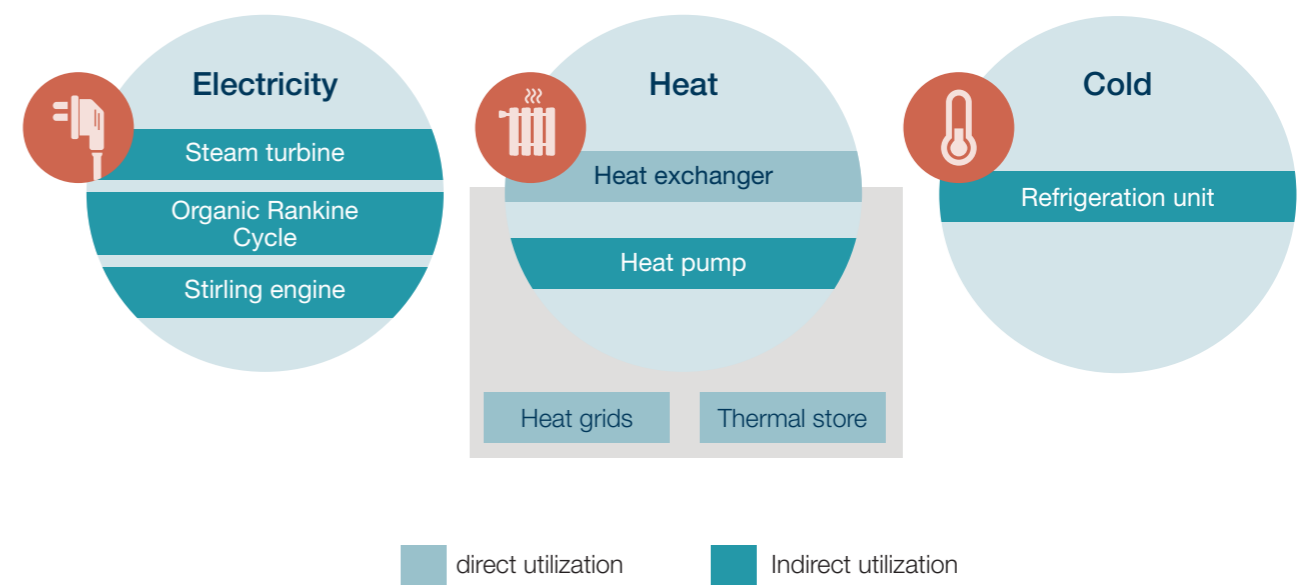 Electricity
Steam turbine
Organic Rankine
Cycle
Stirling engine
Heat
Heat exchanger
Heat pump
Heat grids
Thermal store
Cold
Refrigeration unit
direct utilization
Indirect utilization